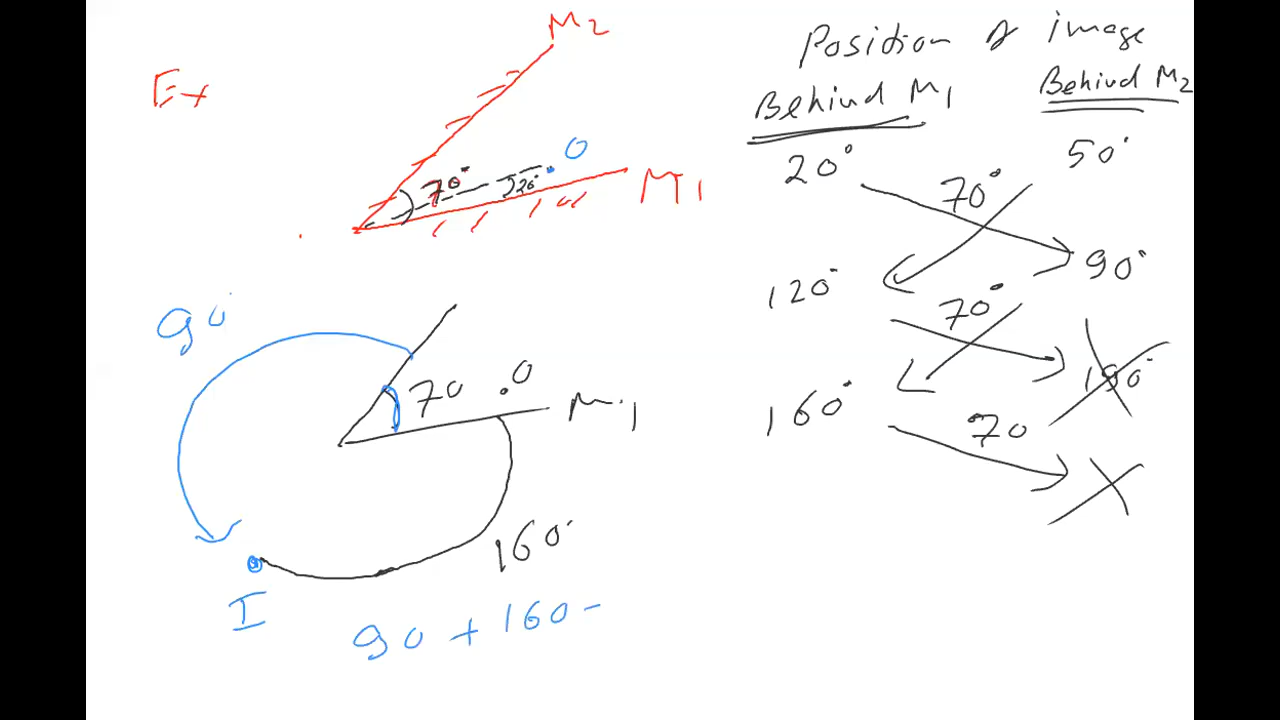 Ex
M2
70°
20°
O
M1
Position of image
Behind M1
Behind M2
20°
50°
70°
120°
90°
70°
160°
190°
70
90
70
O
M1
160°
I
90 + 160 -